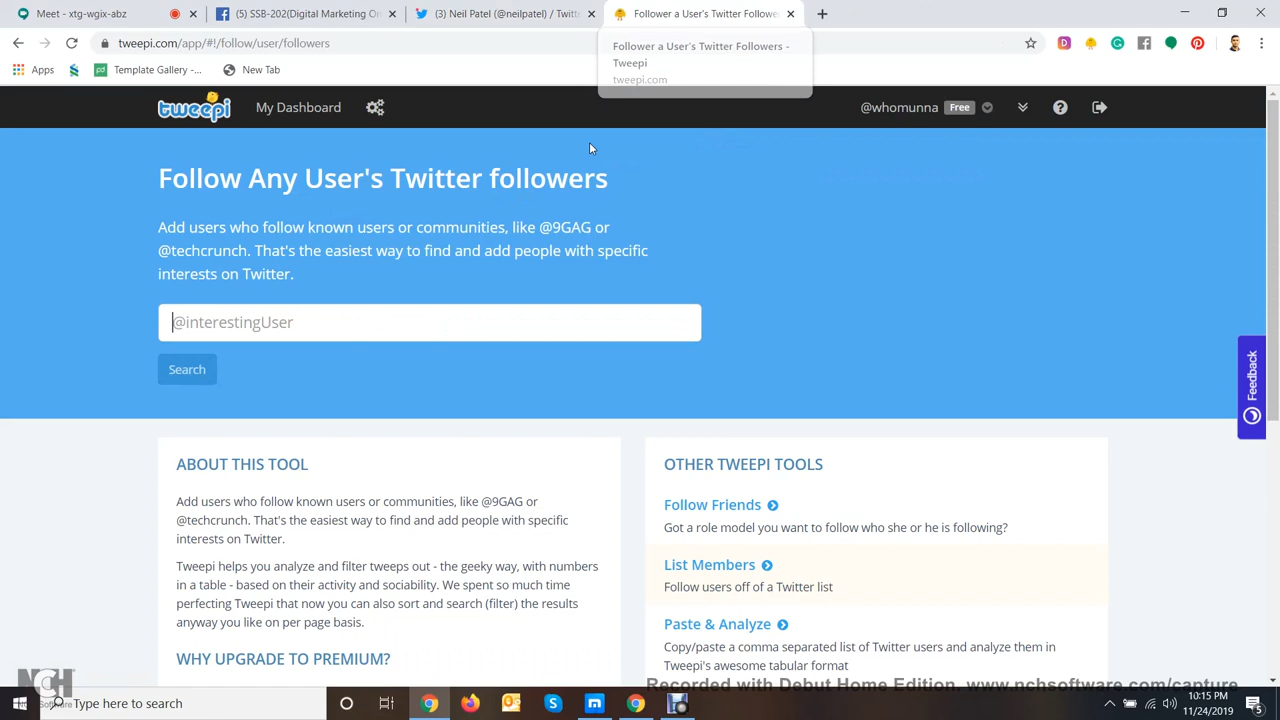 Meet - xtg-wgix-abz
(5) SSB-202(Digital Marketing On
(3) Neil Patel (@neilpatel) / Twitte
Follower a User's Twitter Followe
tweepi.com/app/#!/follow/user/followers
Follower a User's Twitter Followers -
Tweepi
tweepi.com
Apps
Template Gallery -...
New Tab
tweepi
My Dashboard
@whomunna
Free
Follow Any User's Twitter followers
Add users who follow known users or communities, like @9GAG or
@techcrunch. That's the easiest way to find and add people with specific
interests on Twitter.
@interestingUser
Search
Feedback
ABOUT THIS TOOL
Add users who follow known users or communities, like @9GAG or
@techcrunch. That's the easiest way to find and add people with specific
interests on Twitter.
Tweepi helps you analyze and filter tweeps out - the geeky way, with numbers
in a table - based on their activity and sociability. We spent so much time
perfecting Tweepi that now you can also sort and search (filter) the results
anyway you like on per page basis.
WHY UPGRADE TO PREMIUM?
OTHER TWEEPI TOOLS
Follow Friends
Got a role model you want to follow who she or he is following?
List Members
Follow users off of a Twitter list
Paste & Analyze
Copy/paste a comma separated list of Twitter users and analyze them in
Tweepi's awesome tabular format
NCH
Software
Recorded with Debut Home Edition. www.nchsoftware.com/capture
Type here to search
10:15 PM
11/24/2019
5